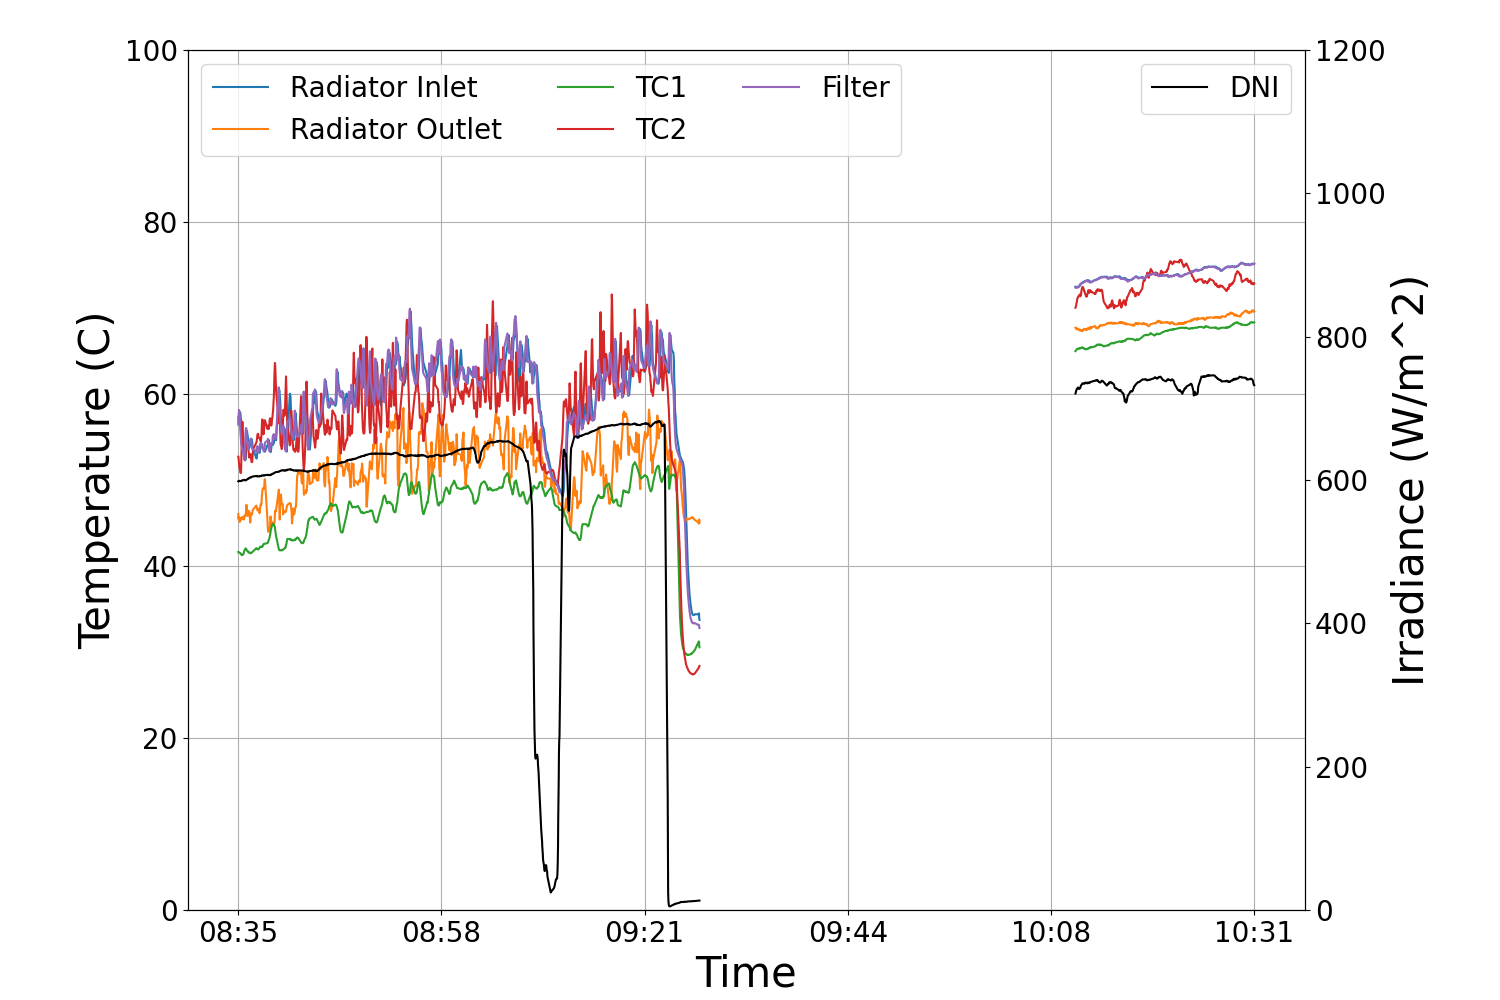 100
80
60
40
20
0
Temperature (C)
Radiator Inlet
Radiator Outlet
TC1
TC2
Filter
DNI
1200
1000
800
600
400
200
0
Irradiance (W/m^2)
08:35 08:58 09:21 09:44 10:08 10:31
Time